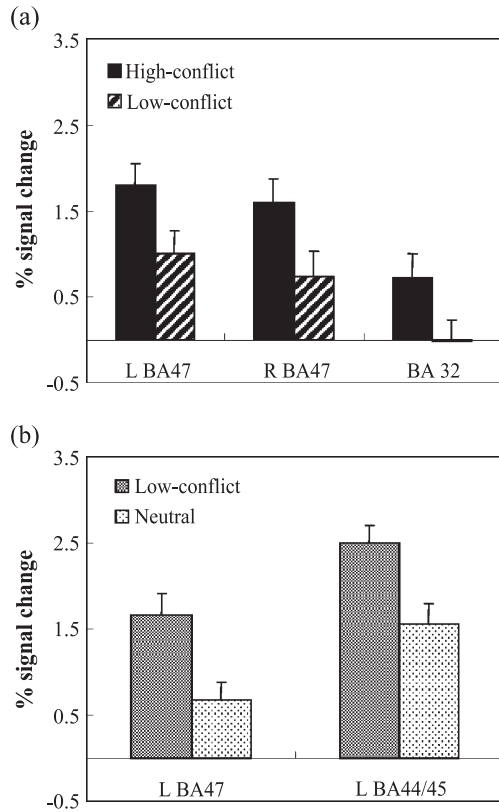 (a)
3.5
High-conflict
Low-conflict
2.5
% signal change
1.5
0.5
L BA47 R BA47 BA 32
-0.5
(b)
3.5
Low-conflict
Neutral
2.5
% signal change
1.5
0.5
L BA47 L BA44/45
-0.5